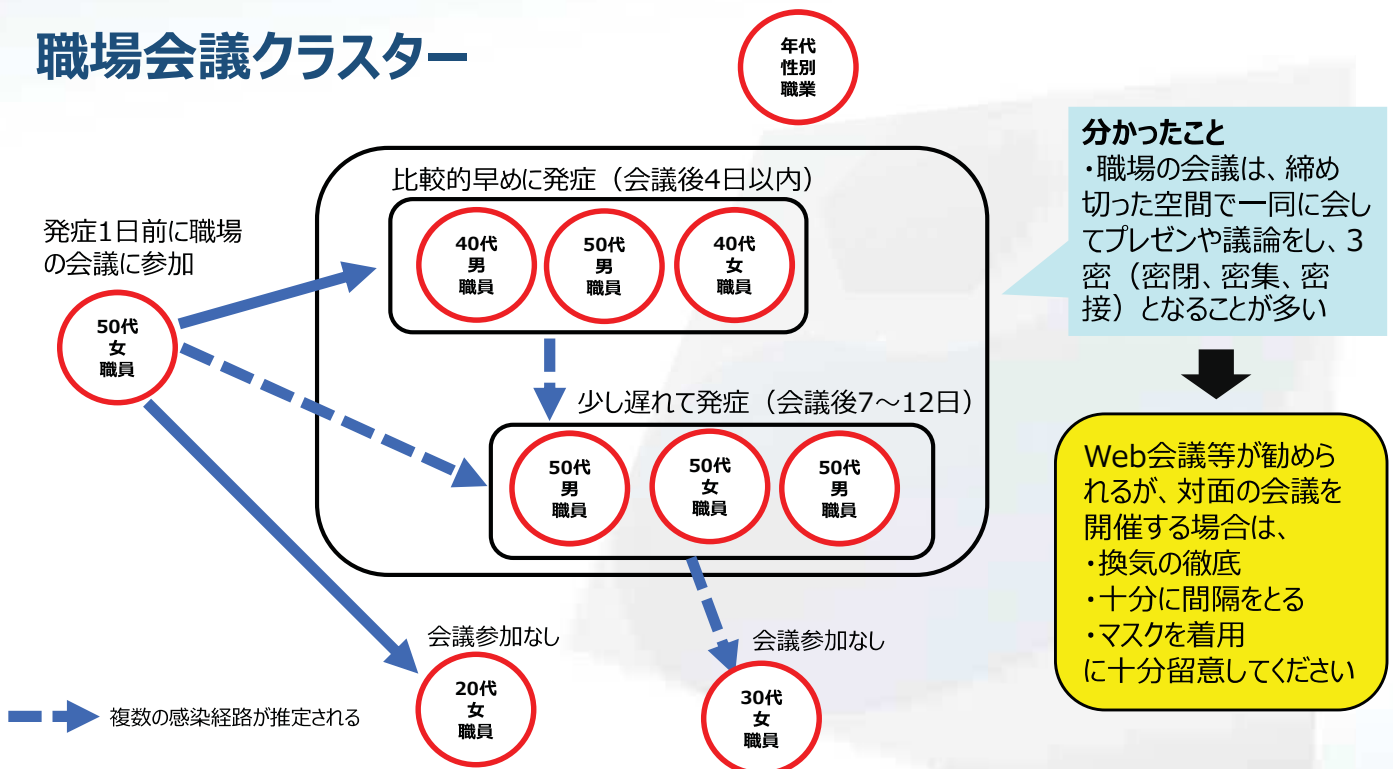 職場会議クラスター
年代
性別
職業
発症1日前に職場
の会議に参加
50代
女
職員
比較的早めに発症（会議後4日以内）
40代
男
職員
50代
男
職員
40代
女
職員
少し遅れて発症（会議後7～12日）
50代
男
職員
50代
女
職員
50代
男
職員
会議参加なし
20代
女
職員
会議参加なし
30代
女
職員
複数の感染経路が推定される
分かったこと
・職場の会議は、締め
切った空間で一同に会し
てプレゼンや議論をし、3
密（密閉、密集、密
接）となることが多い
Web会議等が勧めら
れるが、対面の会議を
開催する場合は、
・換気の徹底
・十分に間隔をとる
・マスクを着用
に十分留意してください